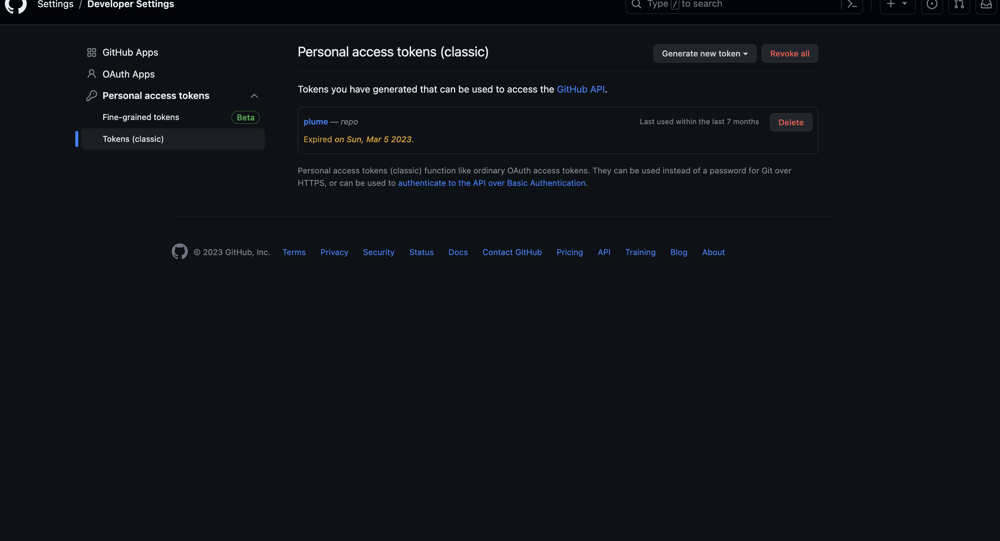 Settings / Developer Settings
Type / to search
GitHub Apps
OAuth Apps
Personal access tokens
Fine-grained tokens Beta
Tokens (classic)
Personal access tokens (classic)
Generate new token Revoke all
Tokens you have generated that can be used to access the GitHub API.
plume — repo Last used within the last 7 months Delete
Expired on Sun, Mar 5 2023.
Personal access tokens (classic) function like ordinary OAuth access tokens. They can be used instead of a password for Git over
HTTPS, or can be used to authenticate to the API over Basic Authentication.
© 2023 GitHub, Inc. Terms Privacy Security Status Docs Contact GitHub Pricing API Training Blog About